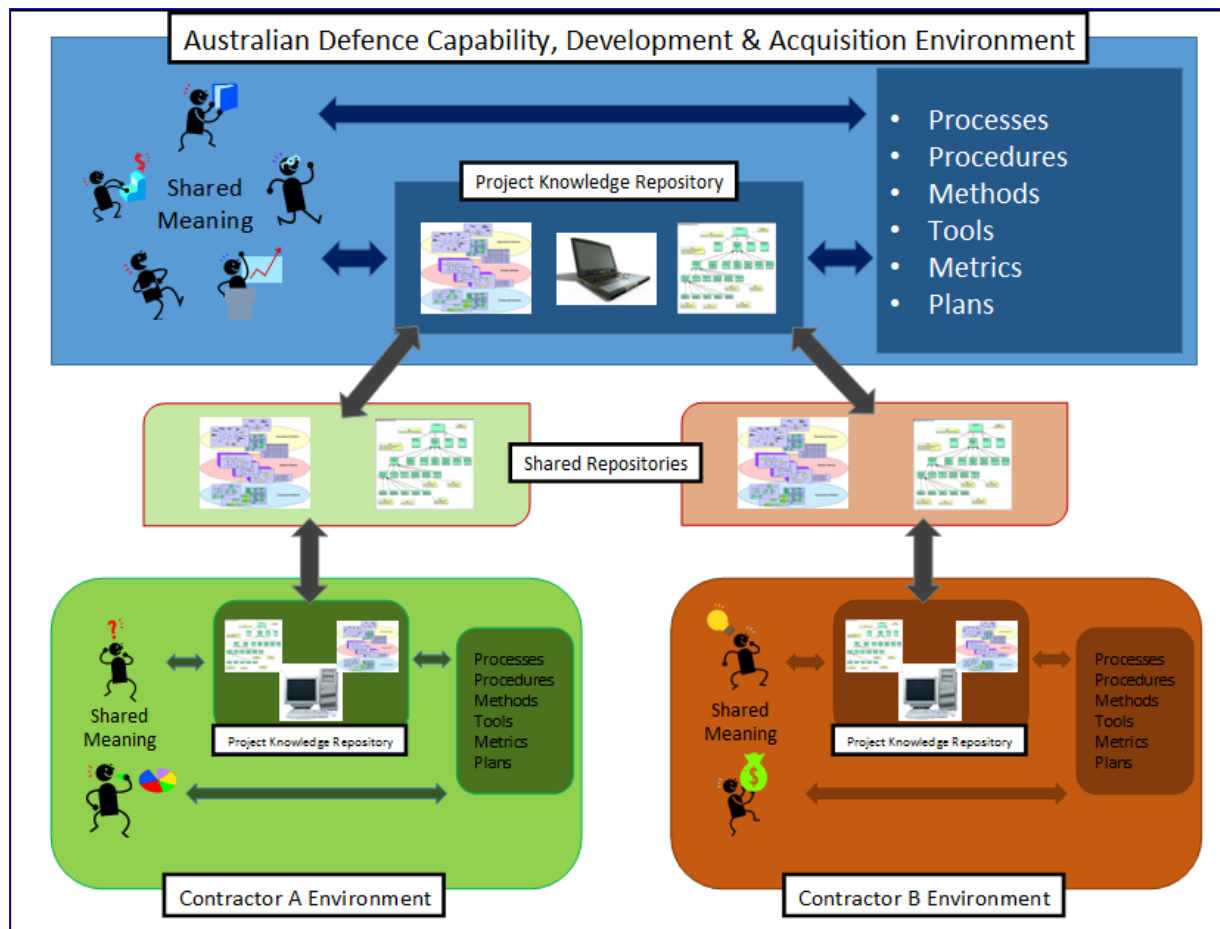 Australian Defence Capability, Development & Acquisition Environment
$
Shared
Meaning
Project Knowledge Repository
• Processes
• Procedures
• Methods
• Tools
• Metrics
• Plans
Shared Repositories
?
Shared
Meaning
Project Knowledge Repository
Processes
Procedures
Methods
Tools
Metrics
Plans
Contractor A Environment
Shared
Meaning
$
Project Knowledge Repository
Processes
Procedures
Methods
Tools
Metrics
Plans
Contractor B Environment